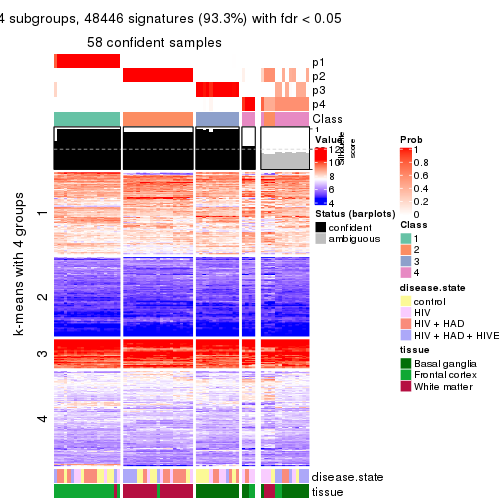 4 subgroups, 48446 signatures (93.3%) with fdr < 0.05
58 confident samples
p1
p2
p3
p4
Class
1
score
k-means with 4 groups
1
2
3
4
Value
12
10
8
6
4
Status (barplots)
confident
ambiguous
Prob
1
0.8
0.6
0.4
0.2
0
Class
1
2
3
4
disease.state
control
HIV
HIV + HAD
HIV + HAD + HIVE
tissue
Basal ganglia
Frontal cortex
White matter
disease.state
tissue